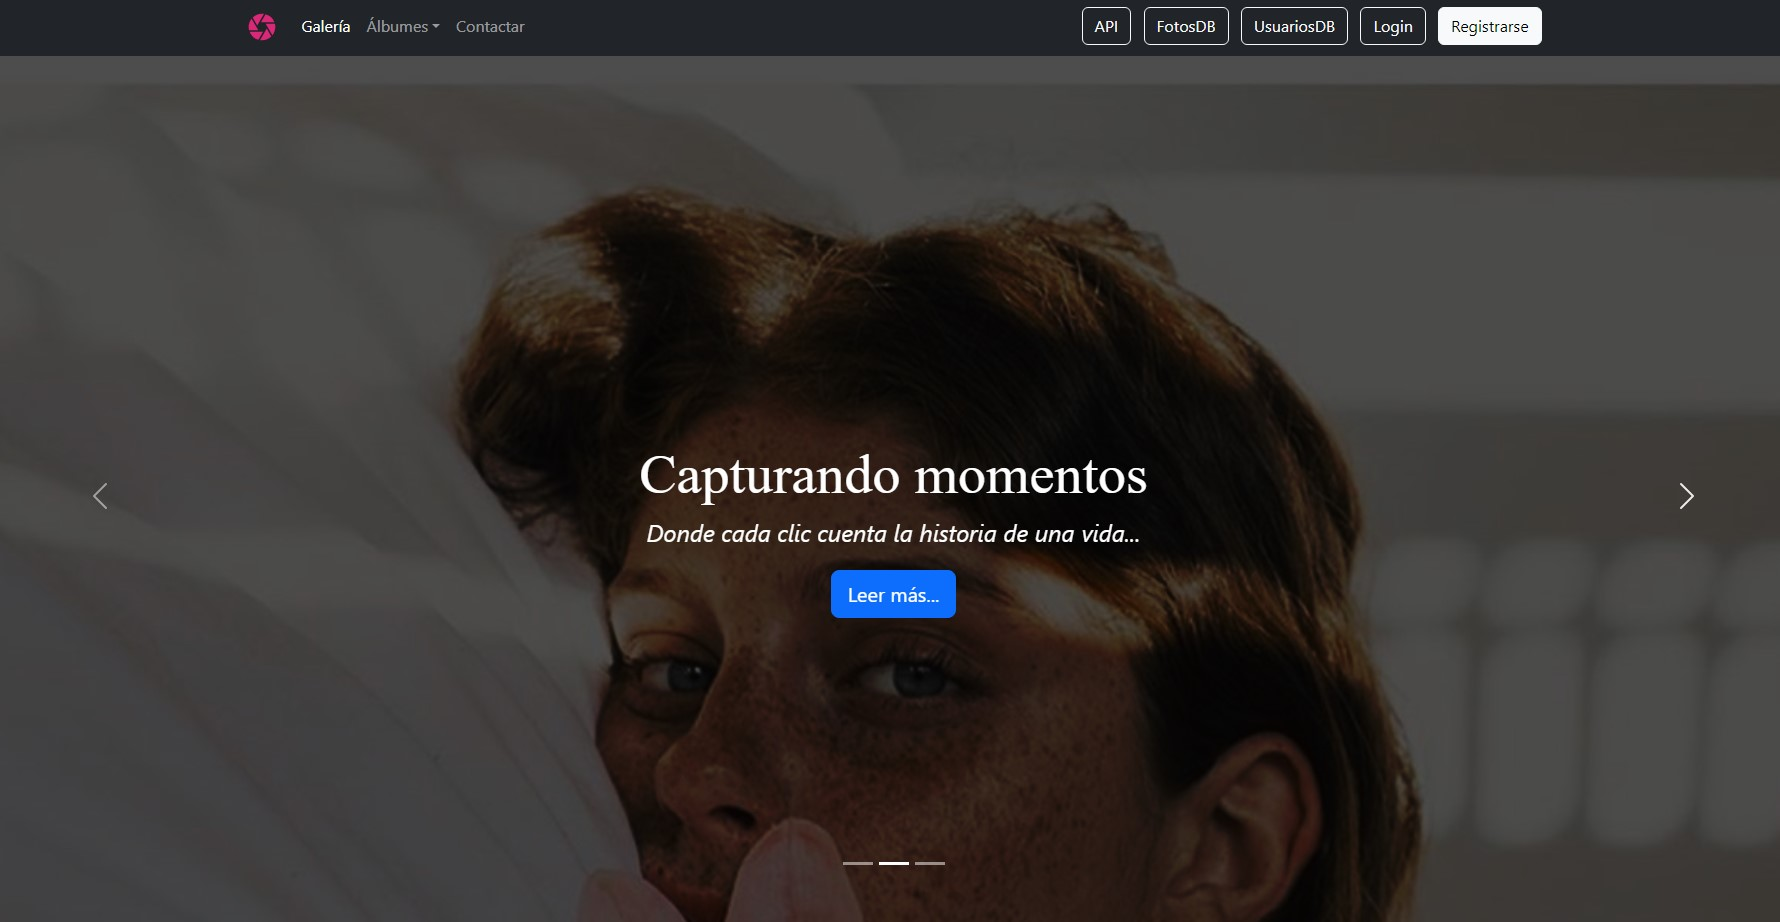 Galería Álbumes Contactar API FotosDB UsuariosDB Login Registrarse
Capturando momentos
Donde cada clic cuenta la historia de una vida...
Leer más...